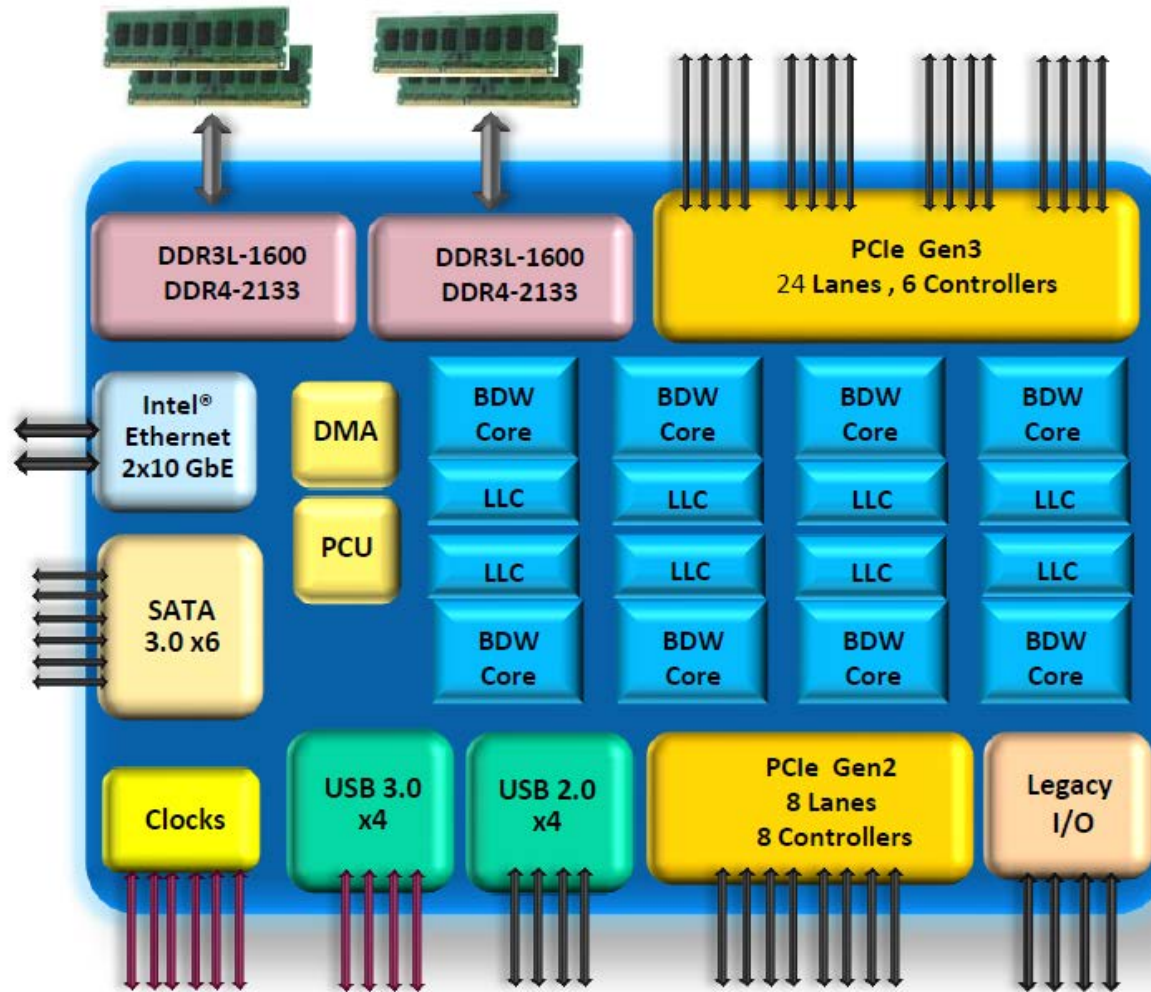 DDR3L-1600
DDR4-2133
DDR3L-1600
DDR4-2133
PCIe Gen3
24 Lanes , 6 Controllers
Intel®
Ethernet
2x10 GbE
DMA
PCU
BDW
Core
BDW
Core
BDW
Core
BDW
Core
LLC
LLC
LLC
LLC
LLC
LLC
LLC
LLC
BDW
Core
BDW
Core
BDW
Core
BDW
Core
SATA
3.0 x6
Clocks
USB 3.0
x4
USB 2.0
x4
PCIe Gen2
8 Lanes
8 Controllers
Legacy
I/O